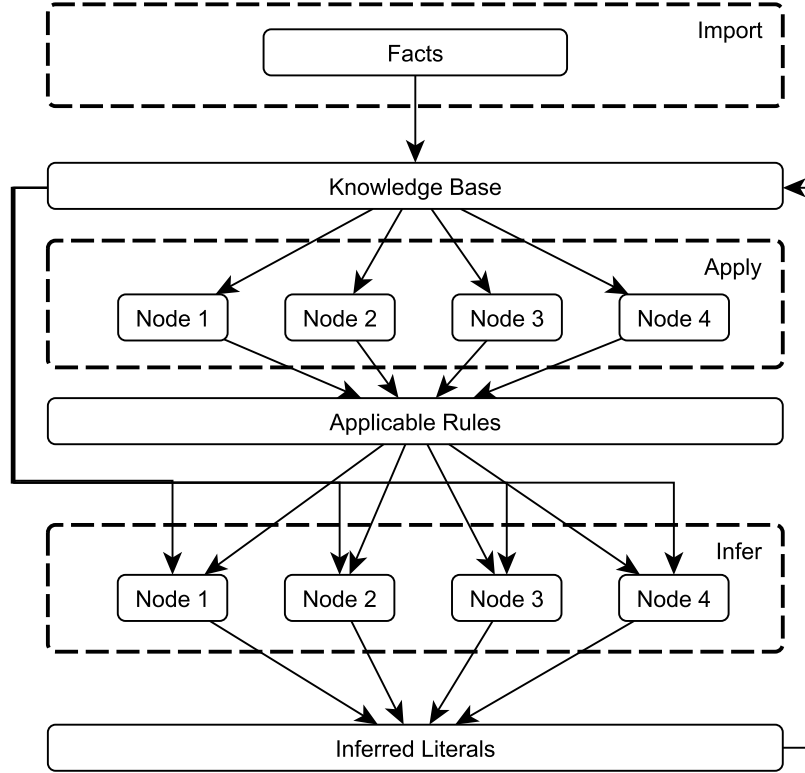 Import
Facts
Knowledge Base
Apply
Node 1
Node 2
Node 3
Node 4
Applicable Rules
Infer
Node 1
Node 2
Node 3
Node 4
Inferred Literals